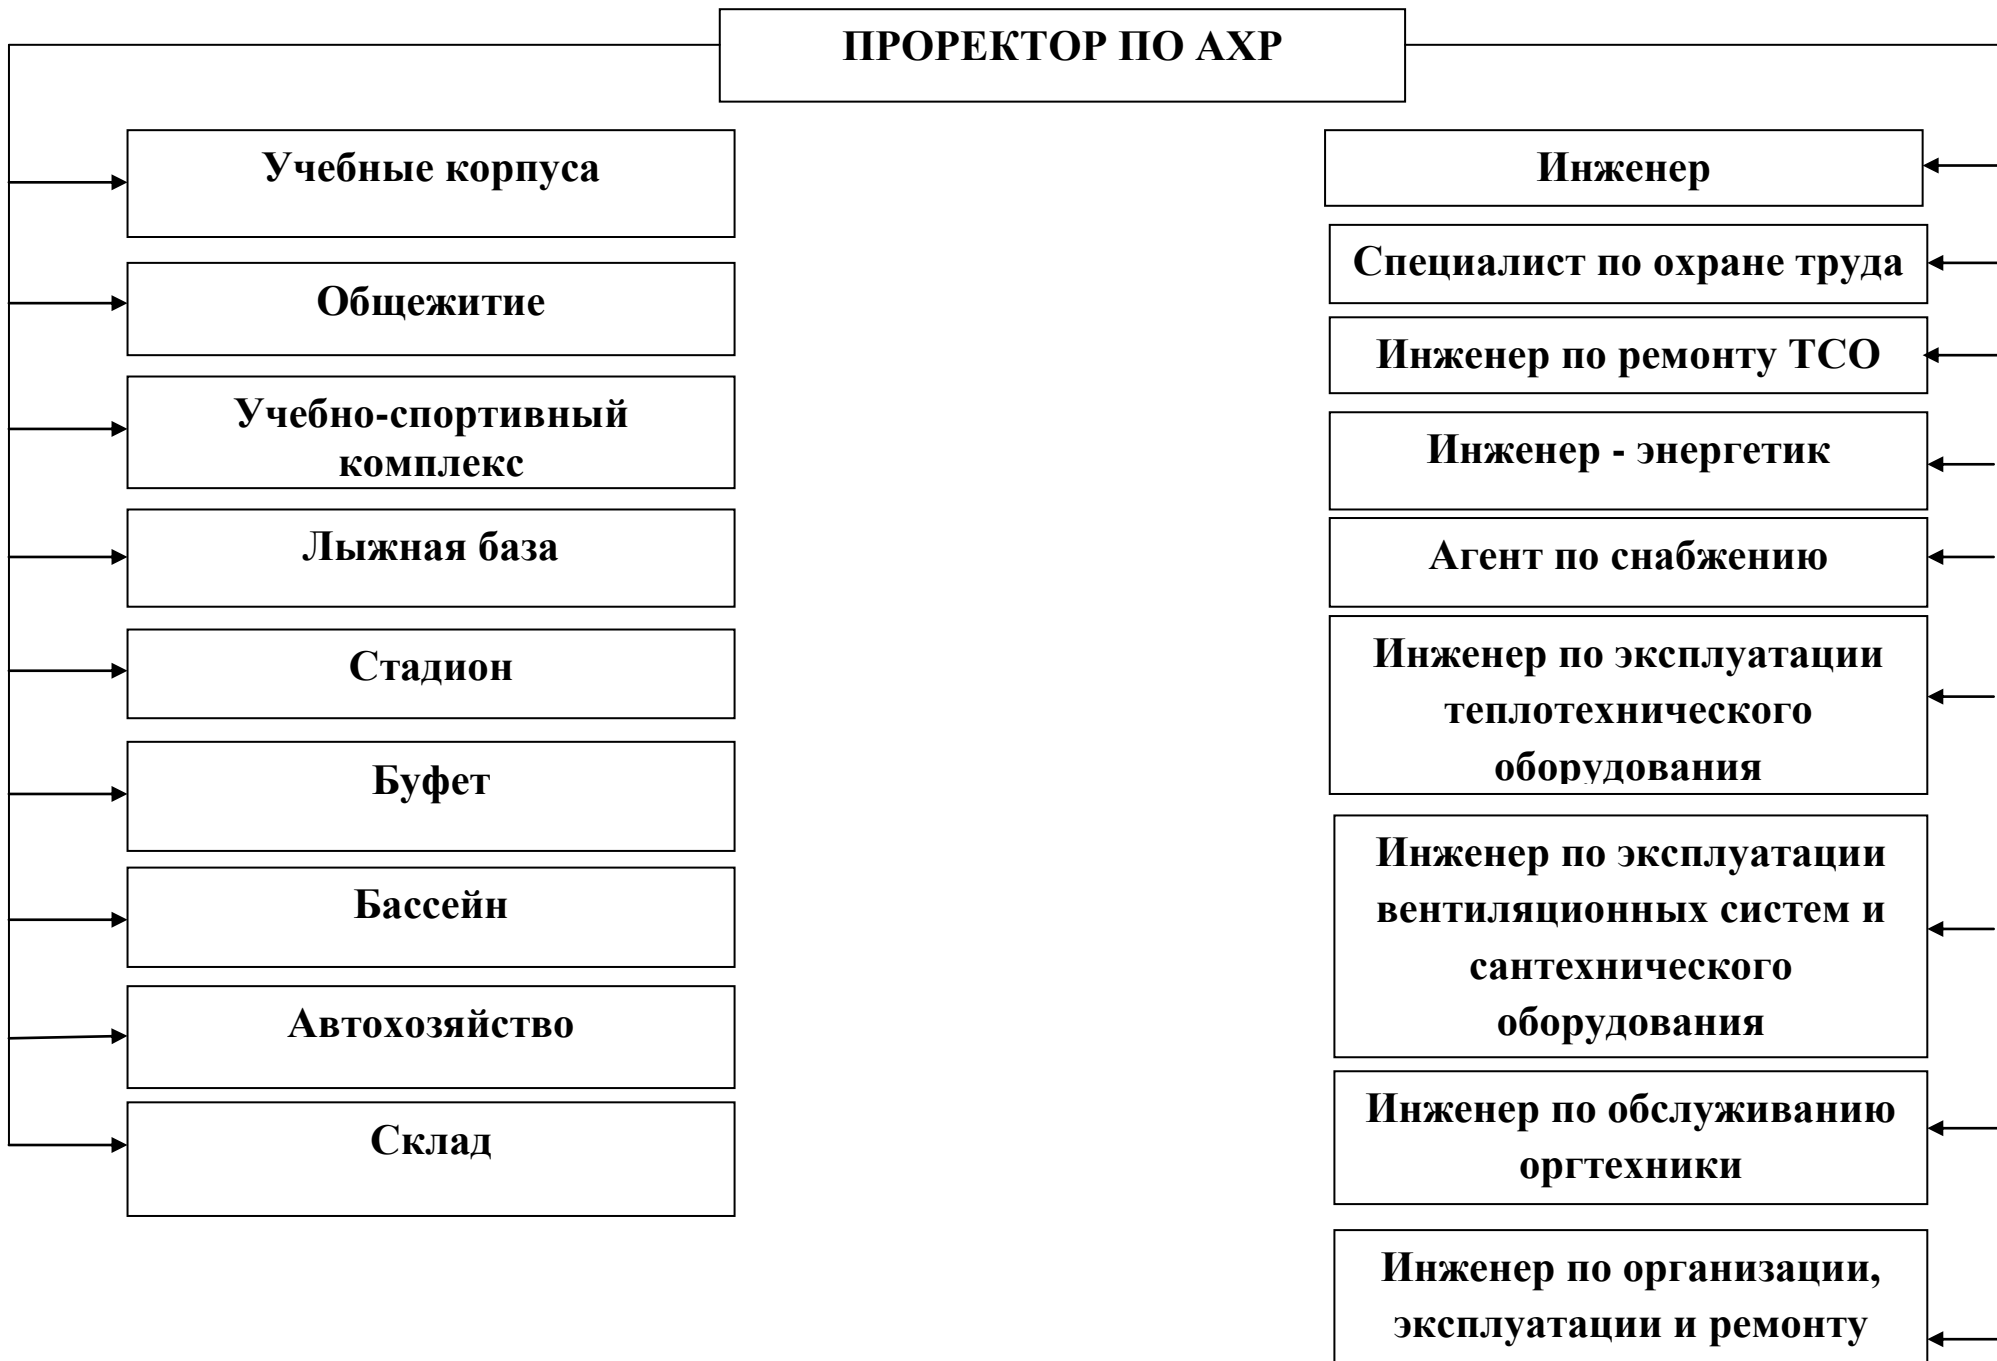 ПРОРЕКТОР ПО АХР
Учебные корпуса
Общежитие
Учебно-спортивный
комплекс
Лыжная база
Стадион
Буфет
Бассейн
Автохозяйство
Склад
Инженер
Специалист по охране труда
Инженер по ремонту ТСО
Инженер - энергетик
Агент по снабжению
Инженер по эксплуатации
теплотехнического
оборудования
Инженер по эксплуатации
вентиляционных систем и
сантехнического
оборудования
Инженер по обслуживанию
оргтехники
Инженер по организации,
эксплуатации и ремонту